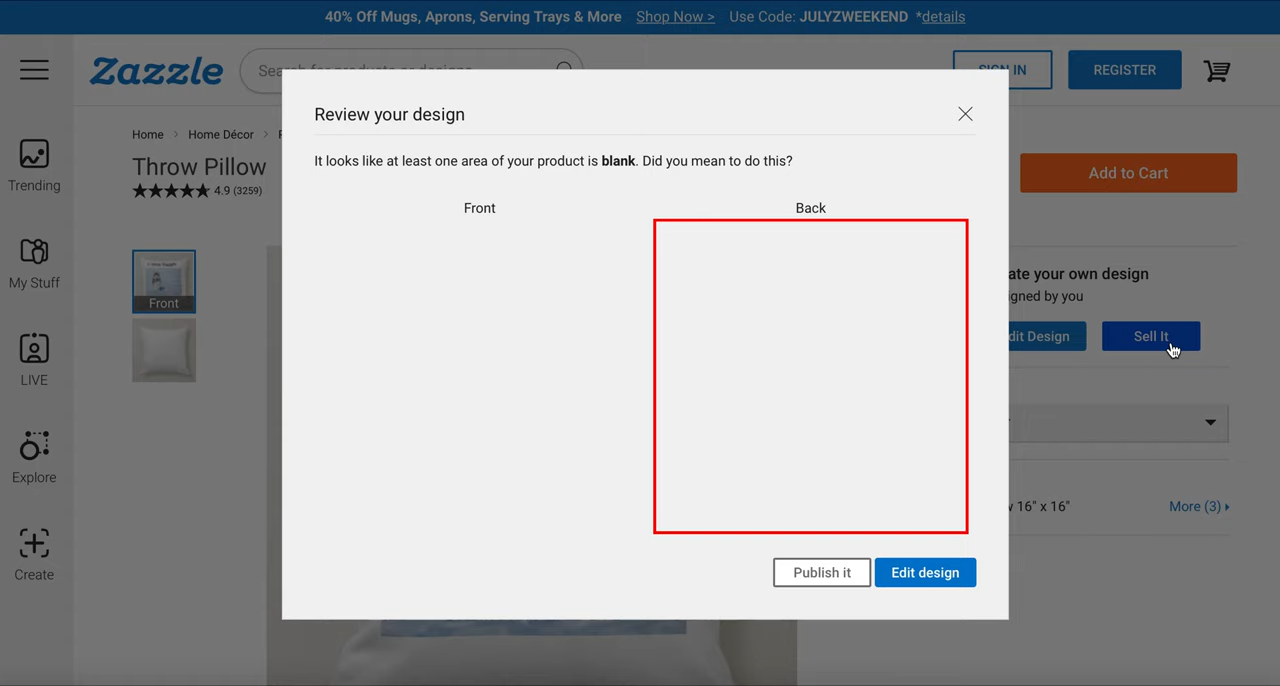 40% Off Mugs, Aprons, Serving Trays & More Shop Now > Use Code: JULYZWEEKEND *details
Zazzle
SIGN IN
REGISTER
Review your design
Home > Home Décor >
Throw Pillow
4.9 (3259)
It looks like at least one area of your product is blank. Did you mean to do this?
Add to Cart
Trending
Front
Back
My Stuff
Front
ate your own design
igned by you
dit Design
Sell It
LIVE
Explore
16" x 16"
More (3)
Create
Publish it
Edit design